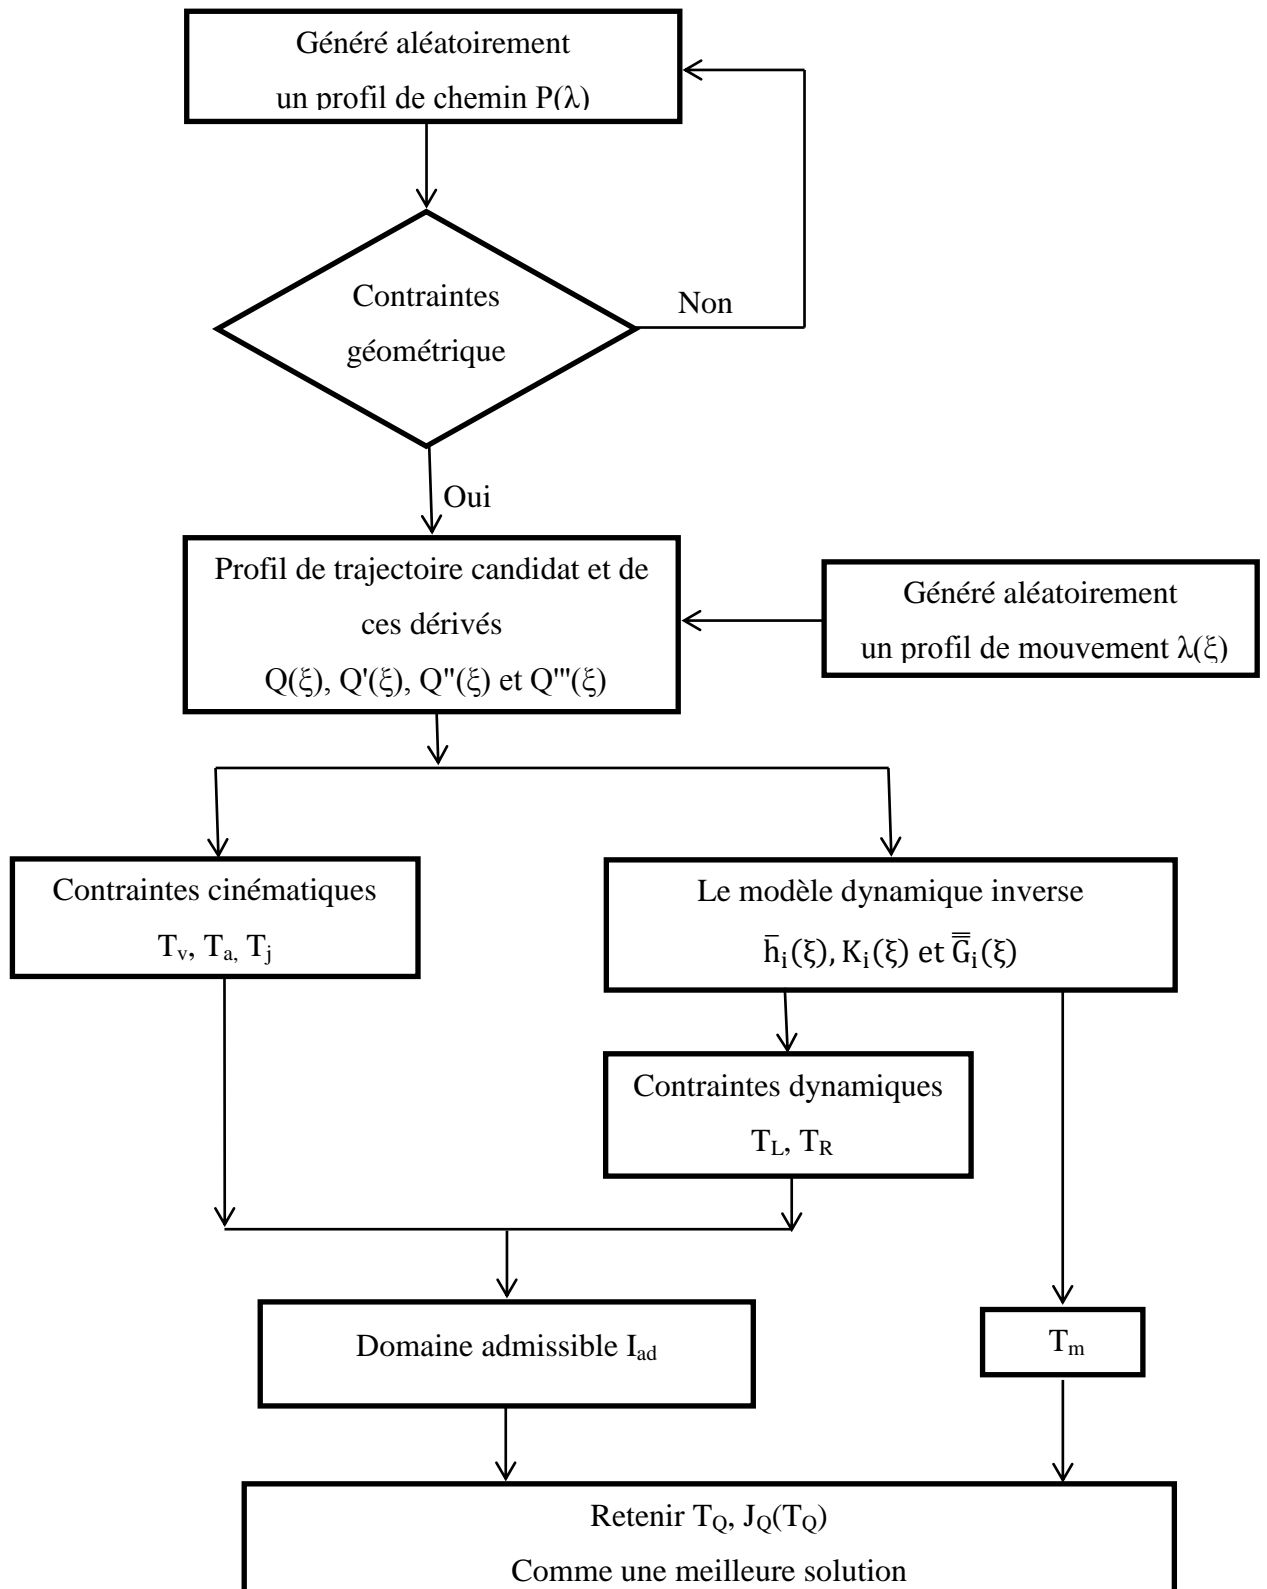 Généré aléatoirement
un profil de chemin P(λ)
Contraintes
géométrique
Non
Oui
Profil de trajectoire candidat et de
ces dérivés
Q(ξ), Q'(ξ), Q''(ξ) et Q'''(ξ)
Généré aléatoirement
un profil de mouvement λ(ξ)
Contraintes cinématiques
Tv, Ta, Tj
Le modèle dynamique inverse
h̄i(ξ), Ki(ξ) et G̿i(ξ)
Contraintes dynamiques
TL, TR
Domaine admissible Iad
Tm
Retenir TQ, JQ(TQ)
Comme une meilleure solution